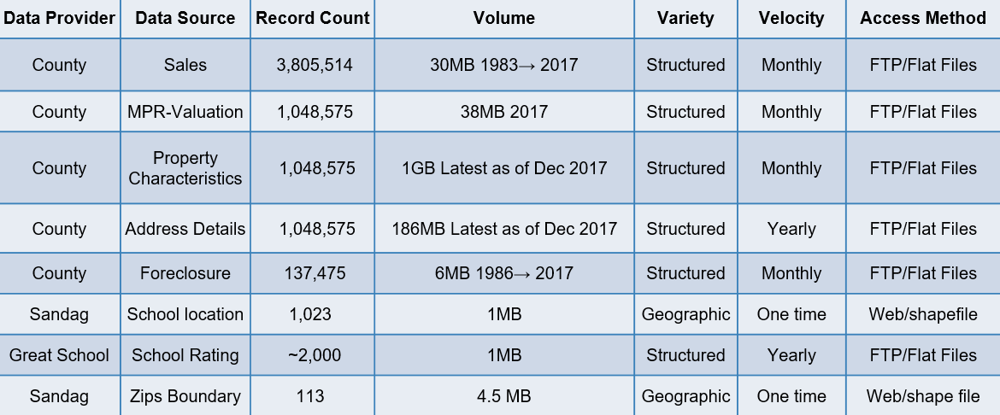 Data Provider Data Source Record Count Volume Variety Velocity Access Method
County Sales 3,805,514 30MB 1983→ 2017 Structured Monthly FTP/Flat Files
County MPR-Valuation 1,048,575 38MB 2017 Structured Monthly FTP/Flat Files
County Property Characteristics 1,048,575 1GB Latest as of Dec 2017 Structured Monthly FTP/Flat Files
County Address Details 1,048,575 186MB Latest as of Dec 2017 Structured Yearly FTP/Flat Files
County Foreclosure 137,475 6MB 1986→ 2017 Structured Monthly FTP/Flat Files
Sandag School location 1,023 1MB Geographic One time Web/shapefile
Great School School Rating ~2,000 1MB Structured Yearly FTP/Flat Files
Sandag Zips Boundary 113 4.5 MB Geographic One time Web/shape file